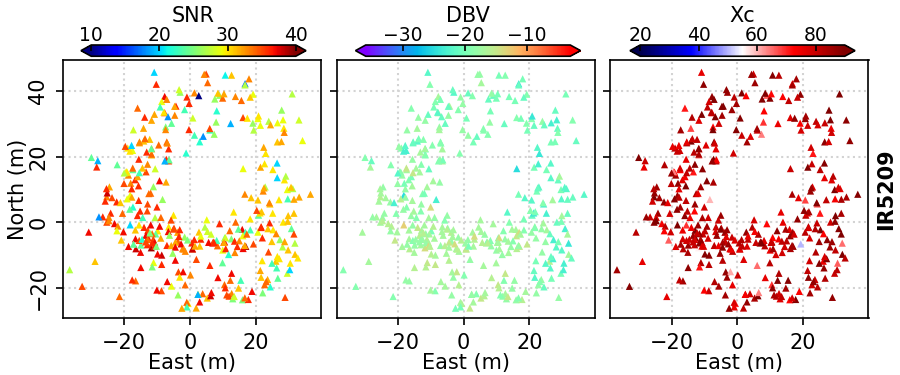 SNR DBV Xc
10 20 30 40 −30 −20 −10 20 40 60 80
40
20
0
−20
North (m)
IR5209
−20 0 20 −20 0 20 −20 0 20
East (m) East (m) East (m)